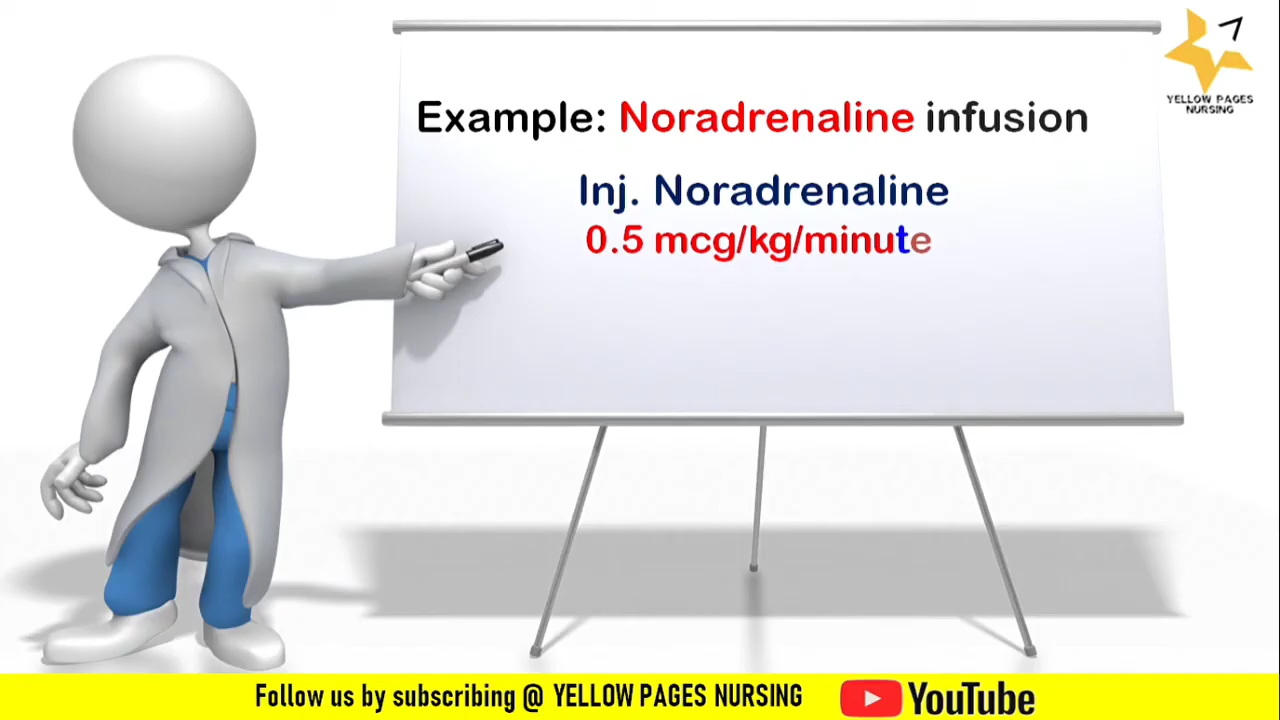 Example: Noradrenaline infusion
Inj. Noradrenaline
0.5 mcg/kg/minute
YELLOW PAGES
NURSING
Follow us by subscribing @ YELLOW PAGES NURSING YouTube